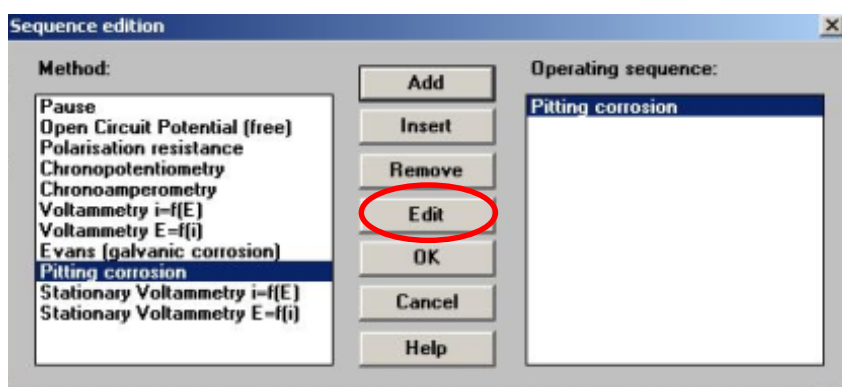 Sequence edition
Method:
Pause
Open Circuit Potential (free)
Polarisation resistance
Chronopotentiometry
Chronoamperometry
Voltammetry i=f(E)
Voltammetry E=f(i)
Evans (galvanic corrosion)
Pitting corrosion
Stationary Voltammetry i=f(E)
Stationary Voltammetry E=f(i)
Add
Insert
Remove
Edit
OK
Cancel
Help
Operating sequence:
Pitting corrosion